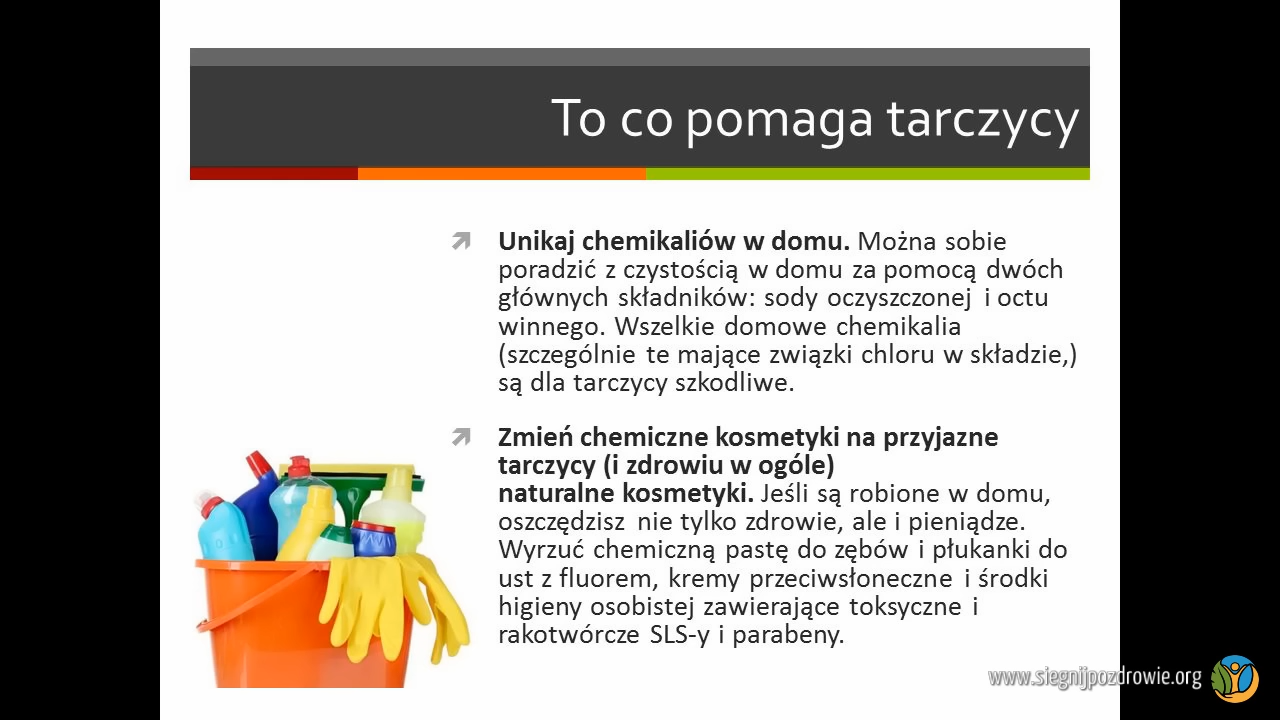 To co pomaga tarczycy
Unikaj chemikaliów w domu. Można sobie
poradzić z czystością w domu za pomocą dwóch
głównych składników: sody oczyszczonej i octu
winnego. Wszelkie domowe chemikalia
(szczególnie te mające związki chloru w składzie,)
są dla tarczycy szkodliwe.
Zmień chemiczne kosmetyki na przyjazne
tarczycy (i zdrowiu w ogóle)
naturalne kosmetyki. Jeśli są robione w domu,
oszczędzisz nie tylko zdrowie, ale i pieniądze.
Wyrzuć chemiczną pastę do zębów i płukanki do
ust z fluorem, kremy przeciwsłoneczne i środki
higieny osobistej zawierające toksyczne i
rakotwórcze SLS-y i parabeny.
www.siegnijpozdrowie.org